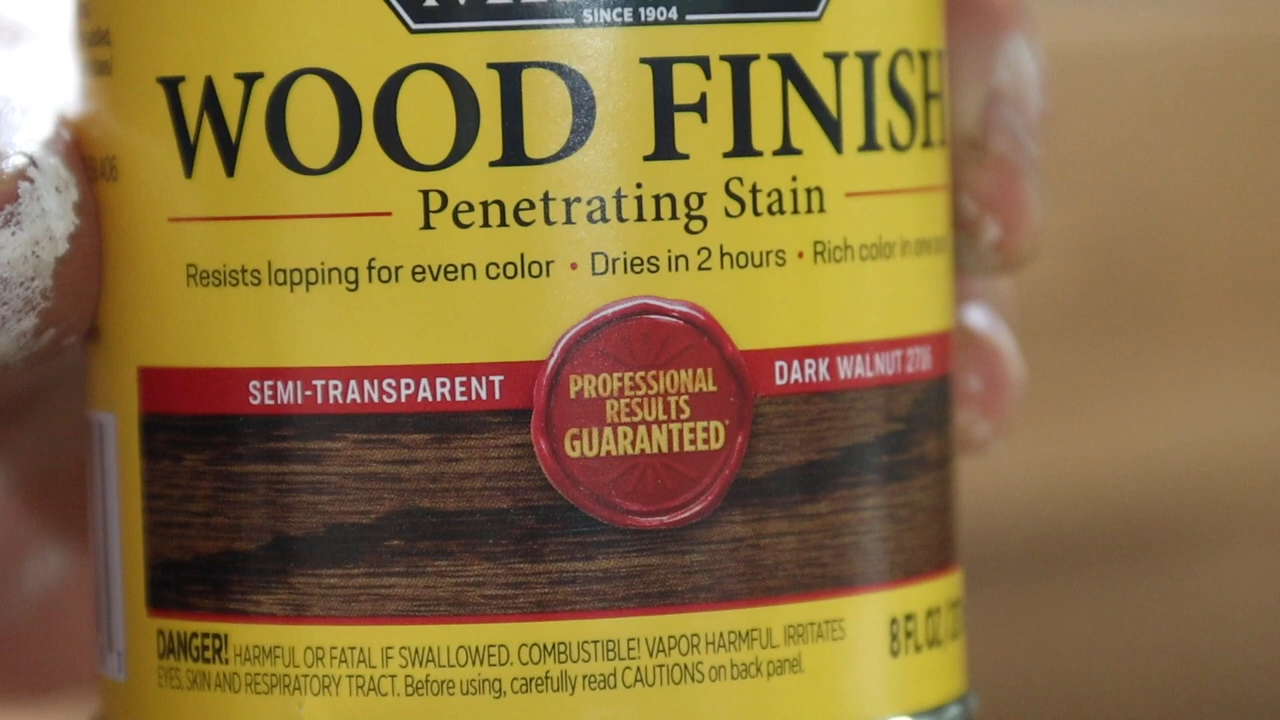 SINCE 1904
WOOD FINISH
Penetrating Stain
Resists lapping for even color • Dries in 2 hours • Rich color in one
SEMI-TRANSPARENT
PROFESSIONAL
RESULTS
GUARANTEED
DARK WALNUT 2716
DANGER! HARMFUL OR FATAL IF SWALLOWED. COMBUSTIBLE! VAPOR HARMFUL. IRRITATES
EYES, SKIN AND RESPIRATORY TRACT. Before using, carefully read CAUTIONS on back panel.
8 FL OZ